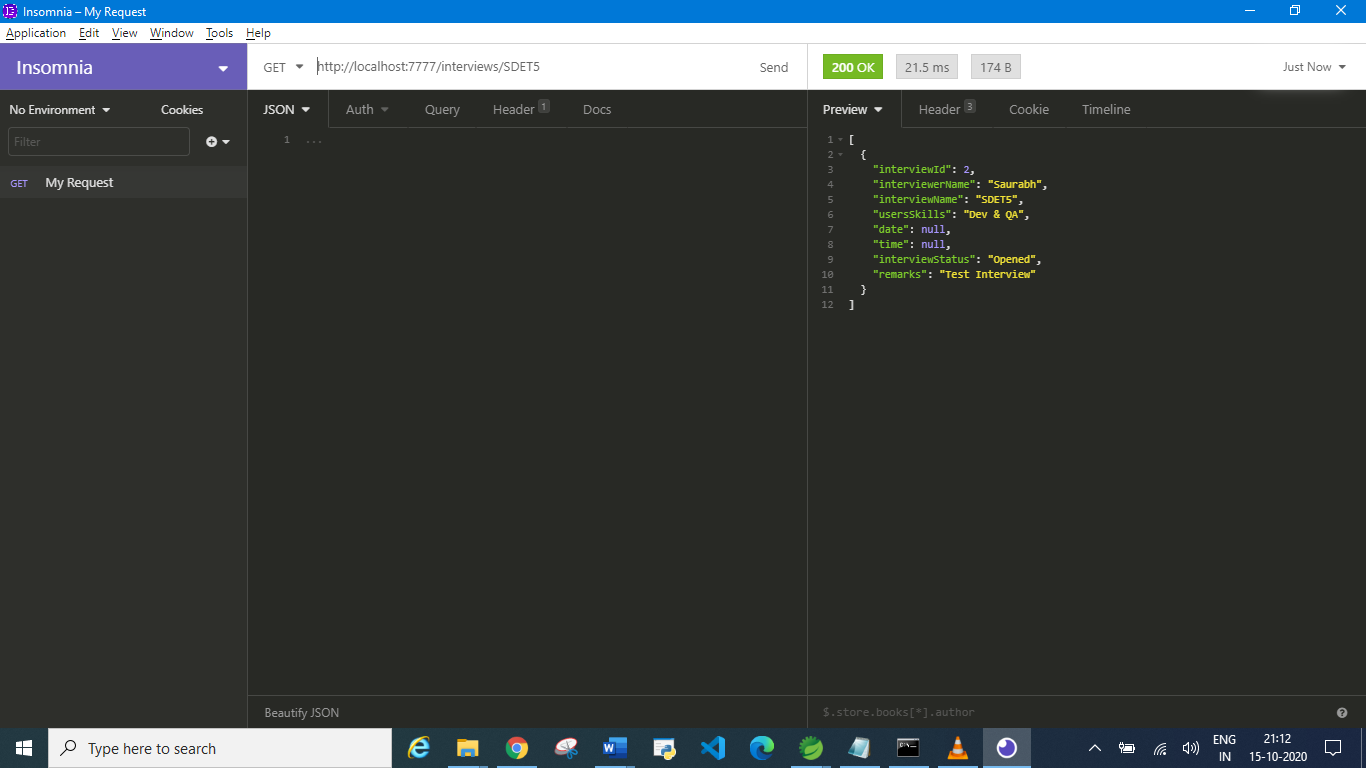 Insomnia – My Request
Application Edit View Window Tools Help
Insomnia
GET http://localhost:7777/interviews/SDET5 Send
200 OK 21.5 ms 174 B Just Now
No Environment Cookies
JSON Auth Query Header 1 Docs
Preview Header 3 Cookie Timeline
Filter
GET My Request
1 ...
1 [
2 {
3 "interviewId": 2,
4 "interviewerName": "Saurabh",
5 "interviewName": "SDET5",
6 "usersSkills": "Dev & QA",
7 "date": null,
8 "time": null,
9 "interviewStatus": "Opened",
10 "remarks": "Test Interview"
11 }
12 ]
Beautify JSON
$.store.books[*].author
Type here to search
ENG
IN
21:12
15-10-2020